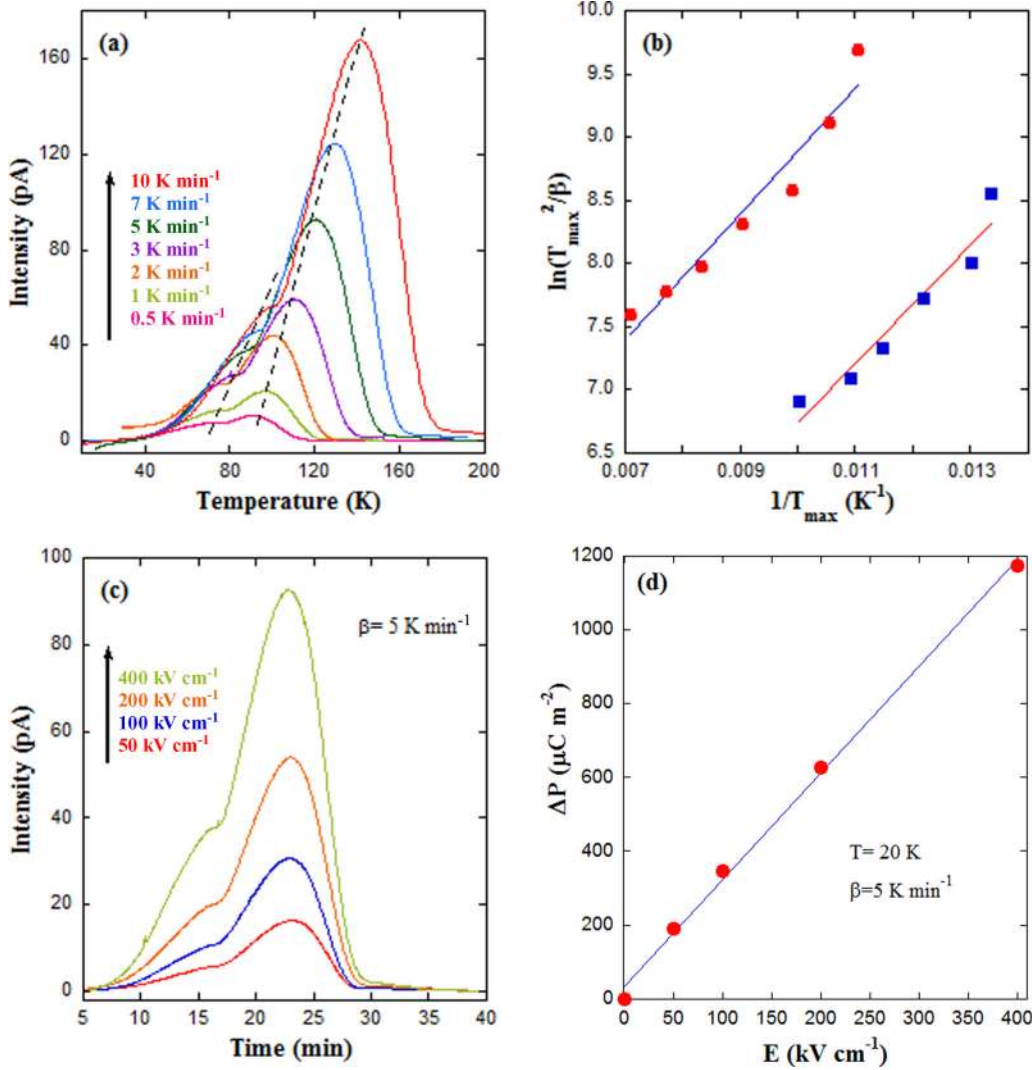 (a)
Intensity (pA)
160
120
80
40
0
10 K min⁻¹
7 K min⁻¹
5 K min⁻¹
3 K min⁻¹
2 K min⁻¹
1 K min⁻¹
0.5 K min⁻¹
40 80 120 160 200
Temperature (K)
(b)
ln(T_max²/β)
10.0
9.5
9.0
8.5
8.0
7.5
7.0
6.5
0.007 0.009 0.011 0.013
1/T_max (K⁻¹)
(c)
β= 5 K min⁻¹
Intensity (pA)
100
80
60
40
20
0
400 kV cm⁻¹
200 kV cm⁻¹
100 kV cm⁻¹
50 kV cm⁻¹
5 10 15 20 25 30 35 40
Time (min)
(d)
ΔP (μC m⁻²)
1200
1000
800
600
400
200
0
T= 20 K
β=5 K min⁻¹
0 50 100 150 200 250 300 350 400
E (kV cm⁻¹)